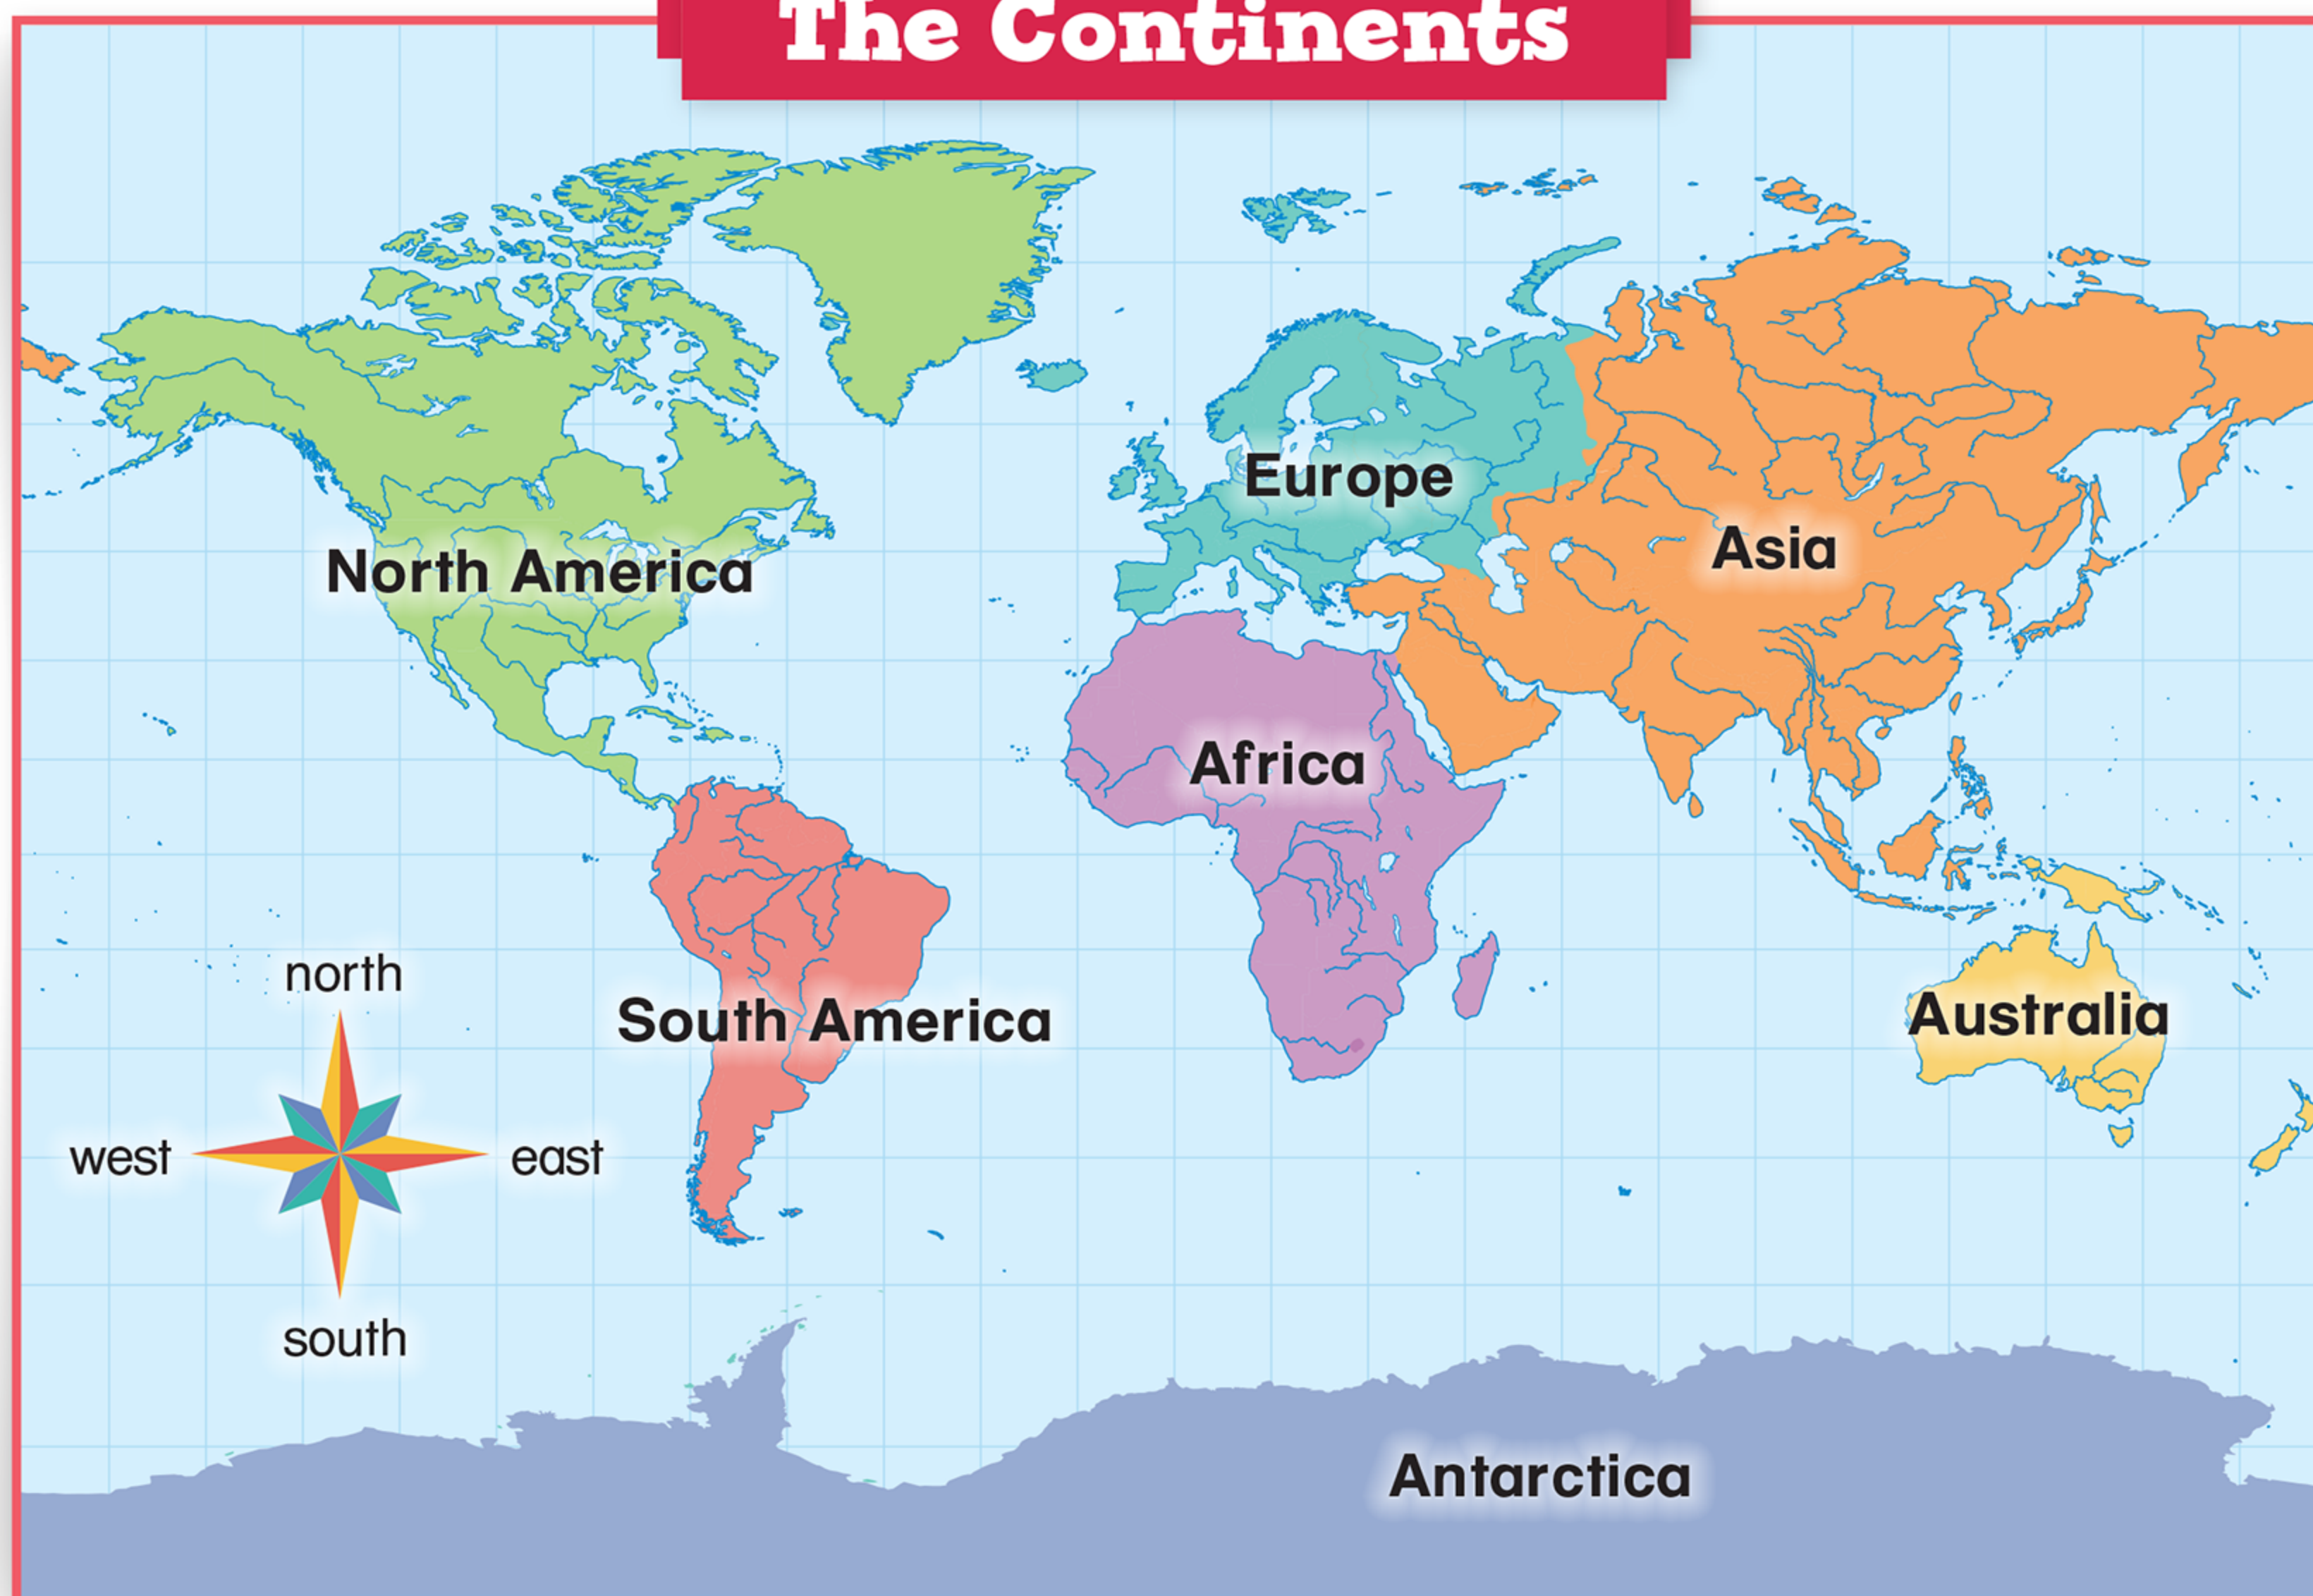 The Continents
North America
Europe
Asia
Africa
South America
Australia
north
west
east
south
Antarctica